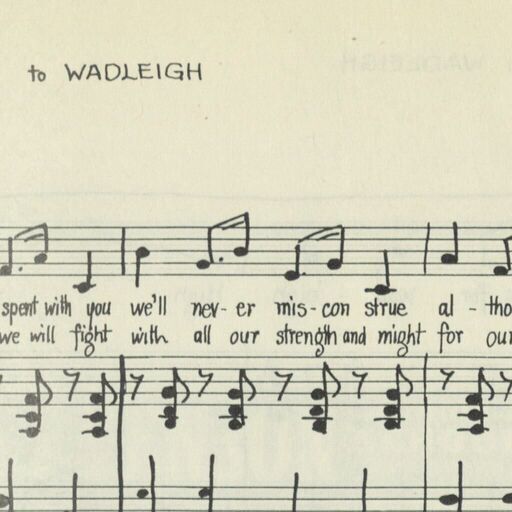 to WADLEIGH
spent with you we'll nev-er mis-con strue al-tho
we will fight with all our strength and might for our